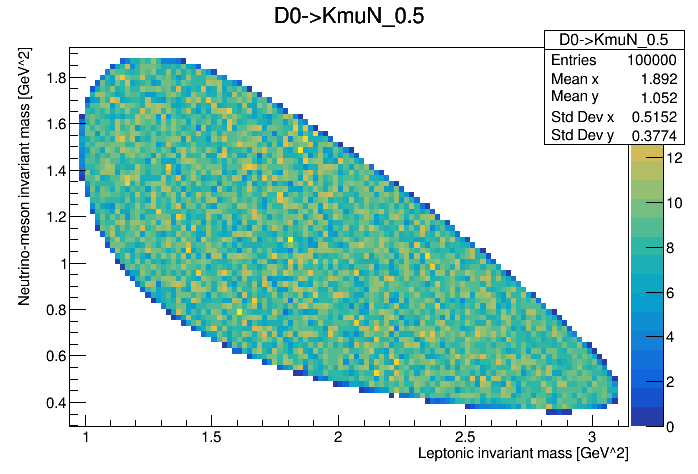 D0->KmuN_0.5
D0->KmuN_0.5
Entries 100000
Mean x 1.892
Mean y 1.052
Std Dev x 0.5152
Std Dev y 0.3774
Neutrino-meson invariant mass [GeV^2]
1.8
1.6
1.4
1.2
1
0.8
0.6
0.4
12
10
8
6
4
2
0
1 1.5 2 2.5 3
Leptonic invariant mass [GeV^2]